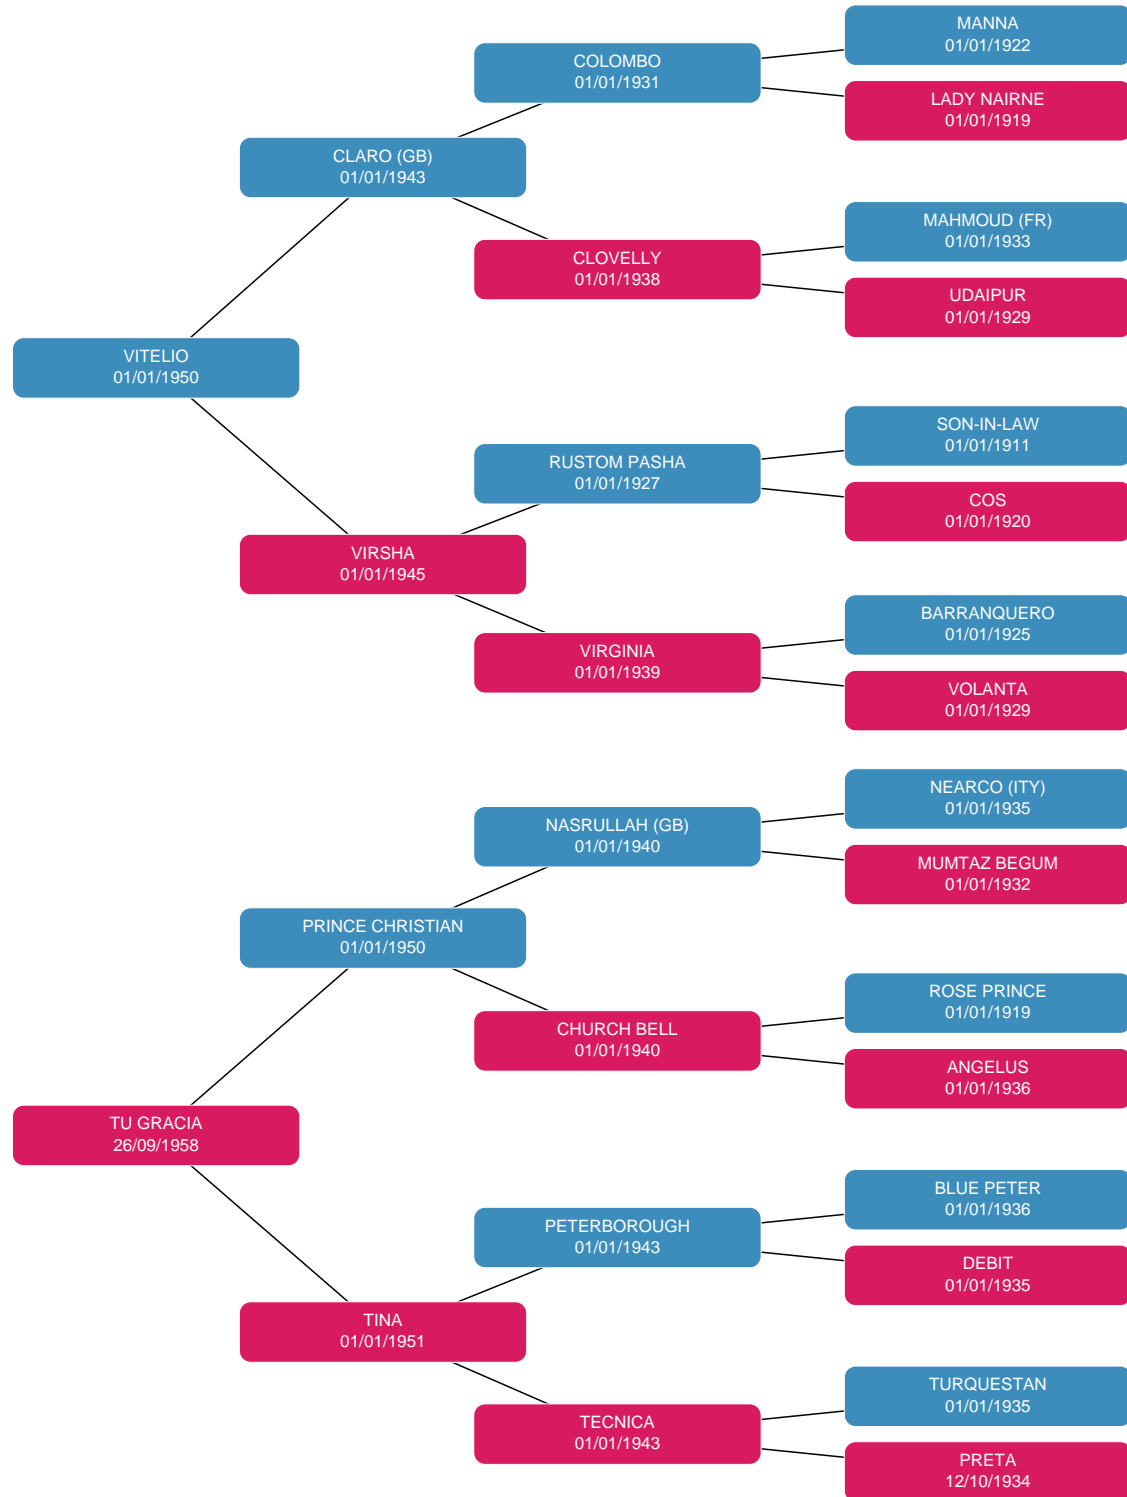 MANNA
01/01/1922
COLOMBO
01/01/1931
LADY NAIRNE
01/01/1919
CLARO (GB)
01/01/1943
MAHMOUD (FR)
01/01/1933
CLOVELLY
01/01/1938
UDAIPUR
01/01/1929
VITELIO
01/01/1950
SON-IN-LAW
01/01/1911
RUSTOM PASHA
01/01/1927
COS
01/01/1920
VIRSHA
01/01/1945
BARRANQUERO
01/01/1925
VIRGINIA
01/01/1939
VOLANTA
01/01/1929
NEARCO (ITY)
01/01/1935
NASRULLAH (GB)
01/01/1940
MUMTAZ BEGUM
01/01/1932
PRINCE CHRISTIAN
01/01/1950
ROSE PRINCE
01/01/1919
CHURCH BELL
01/01/1940
ANGELUS
01/01/1936
TU GRACIA
26/09/1958
BLUE PETER
01/01/1936
PETERBOROUGH
01/01/1943
DEBIT
01/01/1935
TINA
01/01/1951
TURQUESTAN
01/01/1935
TECNICA
01/01/1943
PRETA
12/10/1934